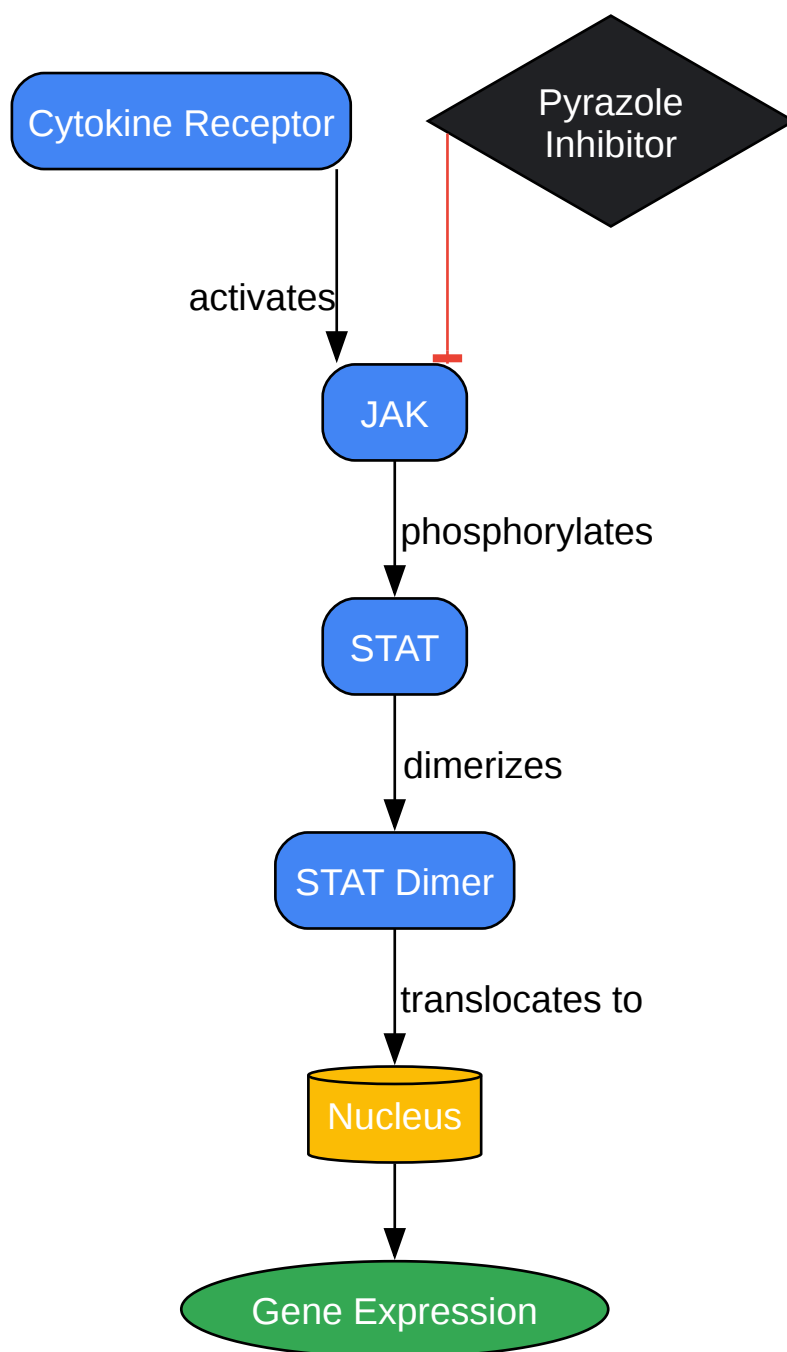 Cytokine Receptor
Pyrazole
Inhibitor
activates
JAK
phosphorylates
STAT
dimerizes
STAT Dimer
translocates to
Nucleus
Gene Expression